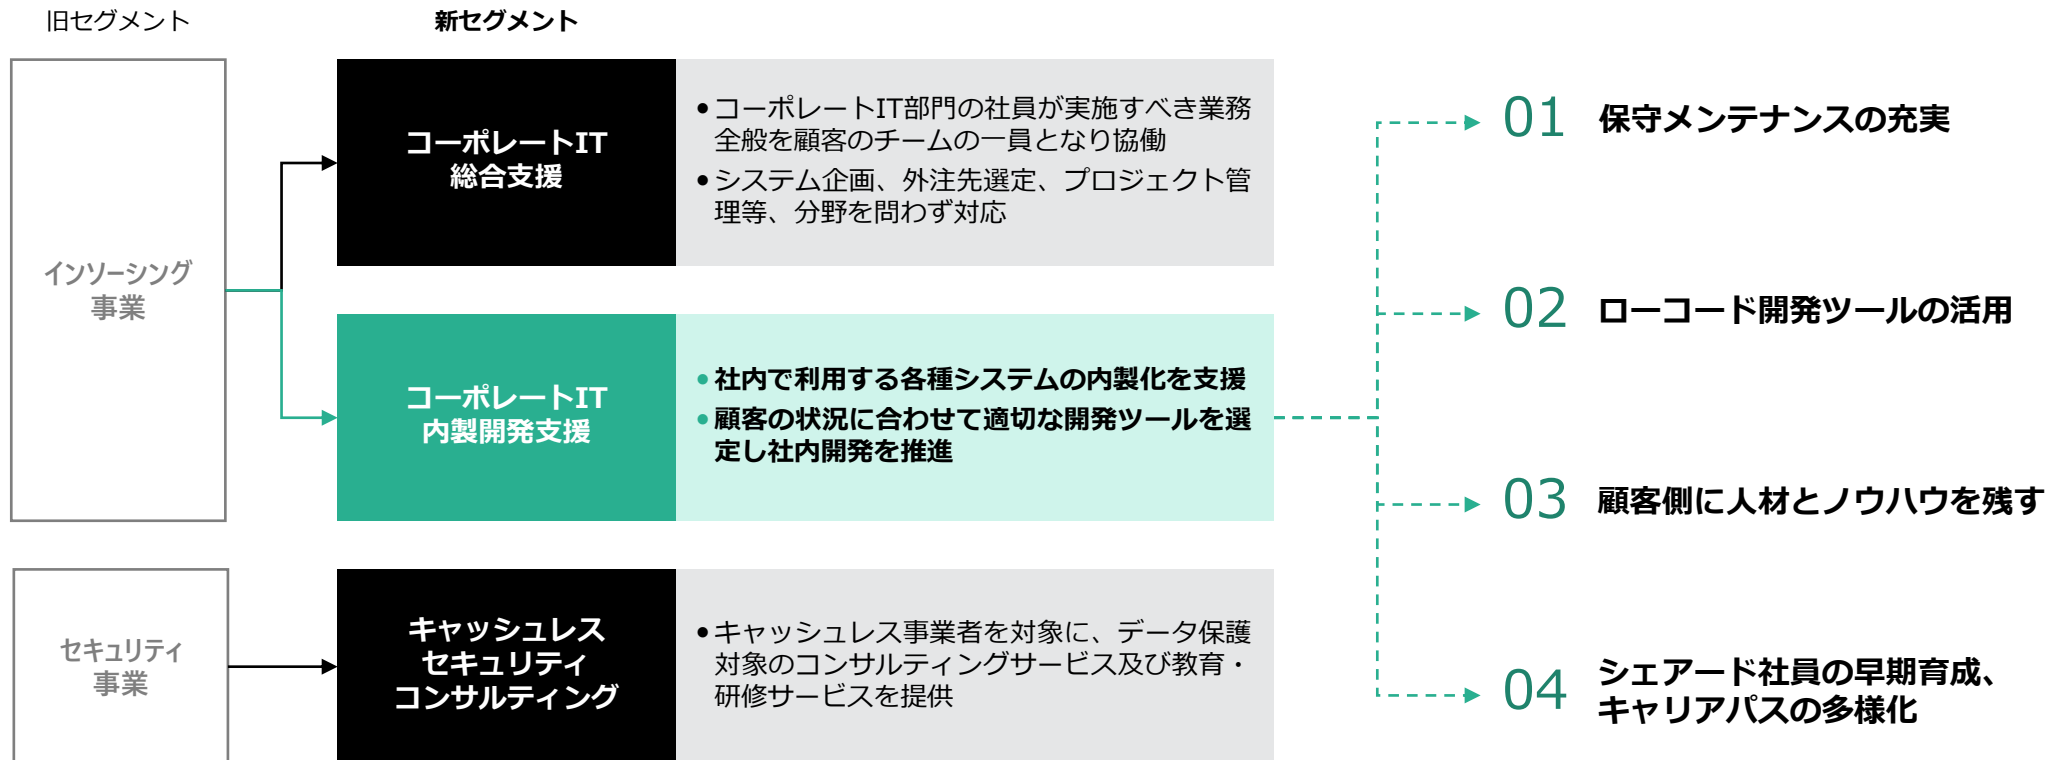 旧セグメント
新セグメント
インソーシング
事業
コーポレートIT
総合支援
•コーポレートIT部門の社員が実施すべき業務
全般を顧客のチームの一員となり協働
•システム企画、外注先選定、プロジェクト管
理等、分野を問わず対応
コーポレートIT
内製開発支援
•社内で利用する各種システムの内製化を支援
•顧客の状況に合わせて適切な開発ツールを選
定し社内開発を推進
セキュリティ
事業
キャッシュレス
セキュリティ
コンサルティング
•キャッシュレス事業者を対象に、データ保護
対象のコンサルティングサービス及び教育・
研修サービスを提供
01 保守メンテナンスの充実
02 ローコード開発ツールの活用
03 顧客側に人材とノウハウを残す
04 シェアード社員の早期育成、
キャリアパスの多様化